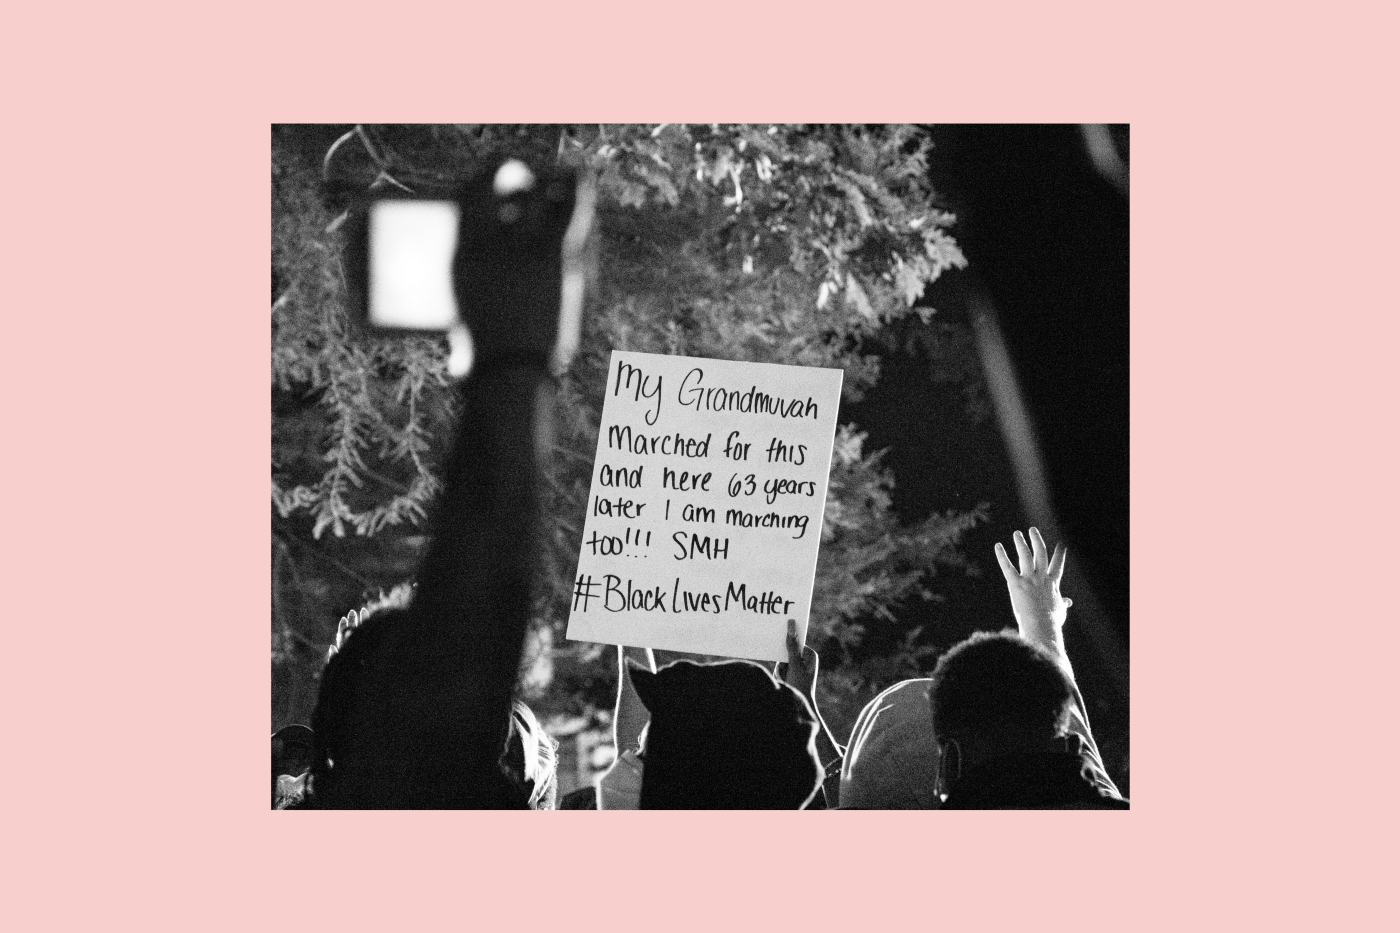 My Grandmuvah
Marched for this
and here 63 years
later I am marching
too!!! SMH
#BlackLivesMatter